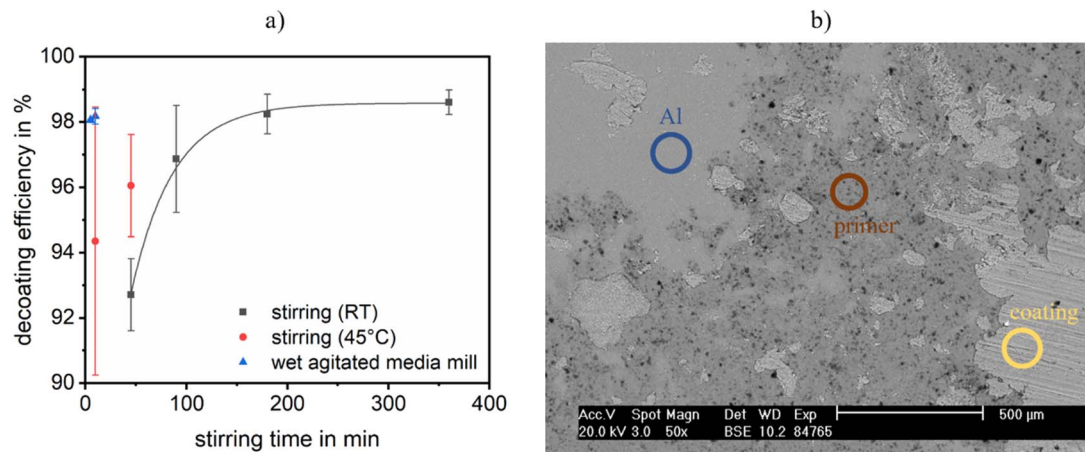 a)
100
98
96
94
92
90
decoating efficiency in %
stirring (RT)
stirring (45°C)
wet agitated media mill
0
100
200
300
400
stirring time in min
b)
Al
primer
coating
Acc.V Spot Magn Det WD Exp
20.0 kV 3.0 50x BSE 10.2 84765
500 µm